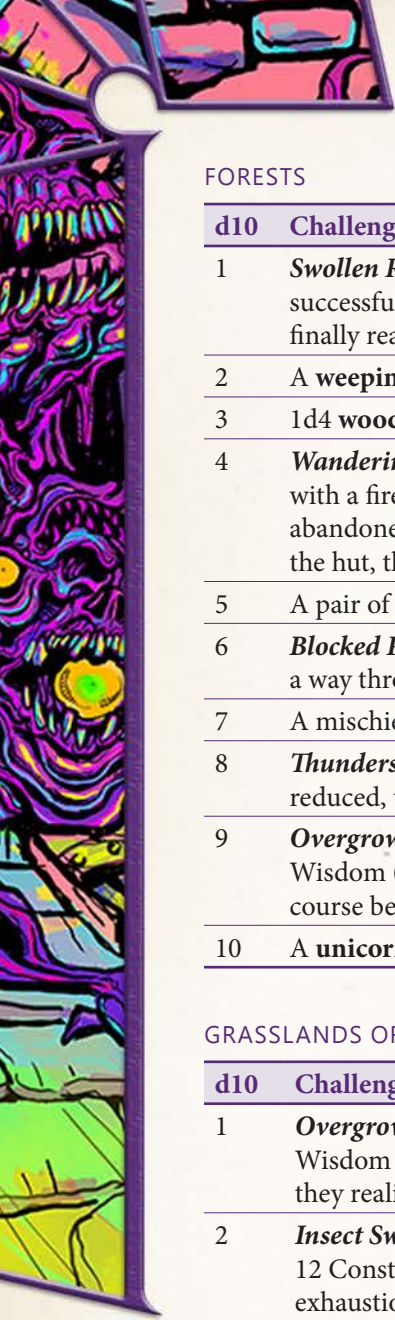 FORESTS
d10 Challeng
1 Swollen
successfu
finally rea
2 A weepin
3 1d4
4 Wanderin
with a fire
abandone
the hut, th
5 A pair of
6 Blocked
a way thro
7 A mischie
8 Thunders
reduced,
9 Overgrow
Wisdom (
course be
10 A unicor
GRASSLANDS OR
d10 Challeng
1 Overgrow
Wisdom
they reali
2 Insect Sw
12 Const
exhaustio